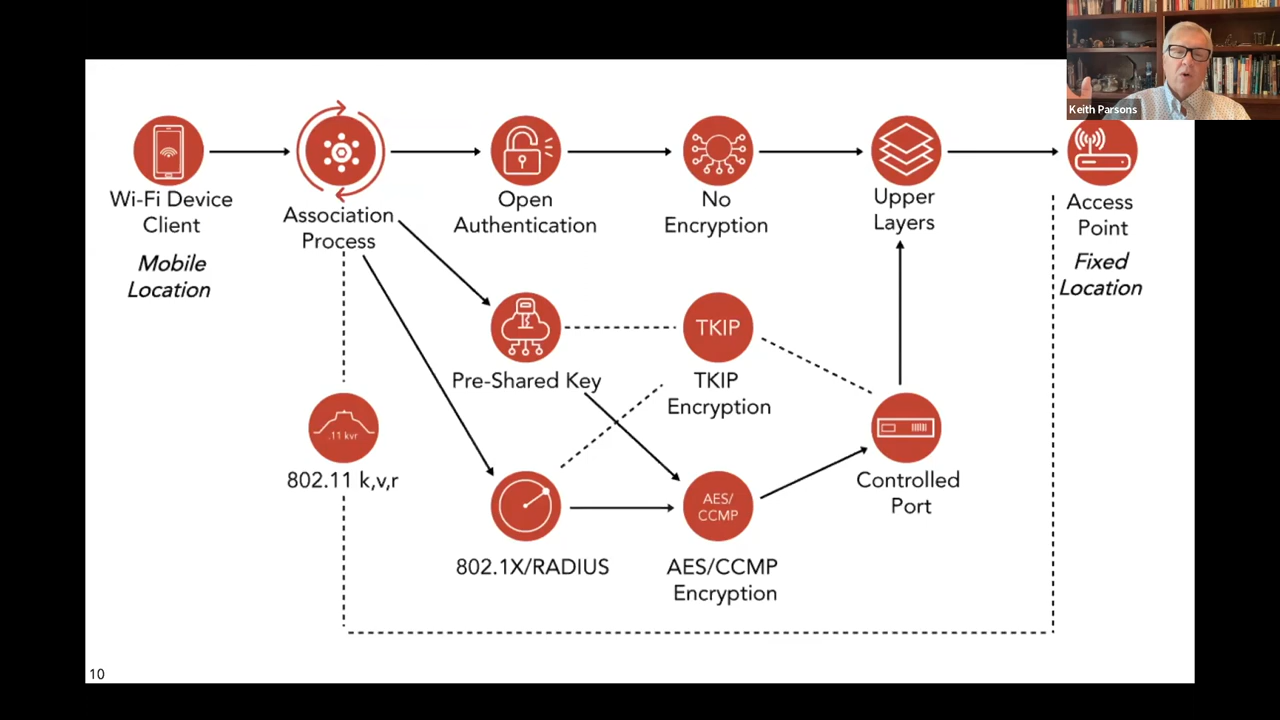 Keith Parsons
Wi-Fi Device
Client
Mobile
Location
Association
Process
Open
Authentication
No
Encryption
Upper
Layers
Access
Point
Fixed
Location
Pre-Shared Key
TKIP
TKIP
Encryption
.11 kvr
802.11 k,v,r
Controlled
Port
802.1X/RADIUS
AES/
CCMP
AES/CCMP
Encryption
10